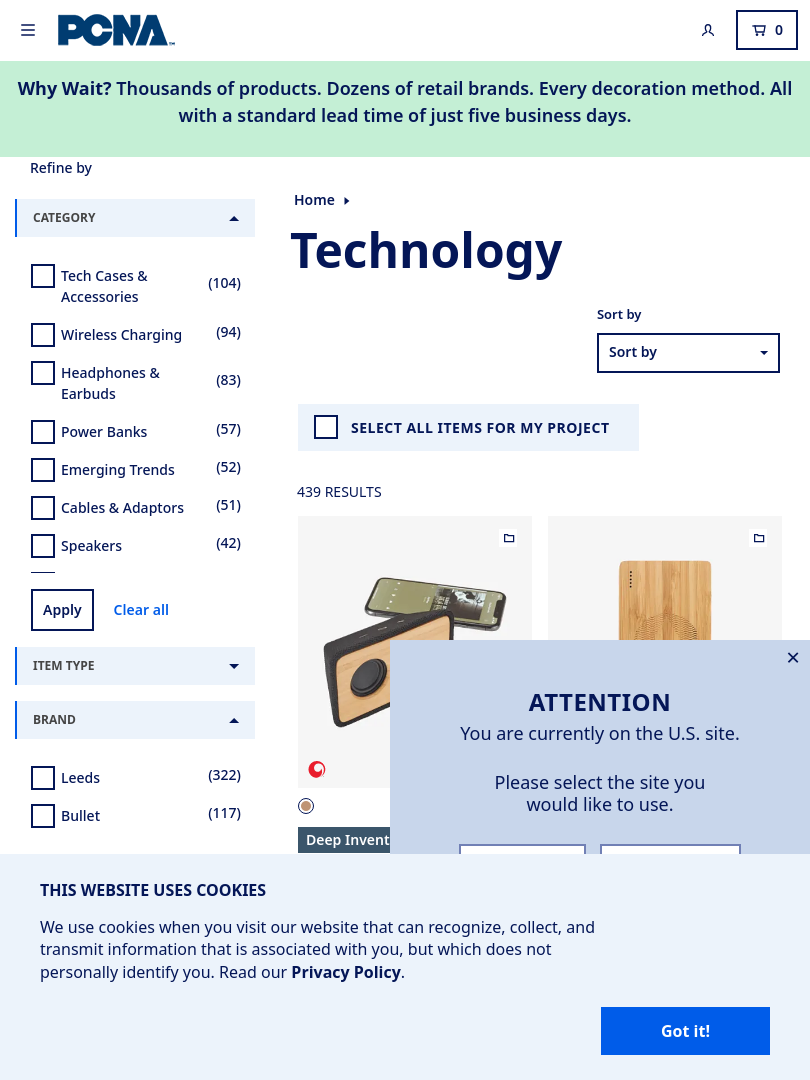 PCNA
0
Why Wait? Thousands of products. Dozens of retail brands. Every decoration method. All
with a standard lead time of just five business days.
Refine by
CATEGORY
Tech Cases &
Accessories
(104)
Wireless Charging
(94)
Headphones &
Earbuds
(83)
Power Banks
(57)
Emerging Trends
(52)
Cables & Adaptors
(51)
Speakers
(42)
Apply
Clear all
ITEM TYPE
BRAND
Leeds
(322)
Bullet
(117)
Home
Technology
Sort by
Sort by
SELECT ALL ITEMS FOR MY PROJECT
439 RESULTS
Deep Invent
ATTENTION
You are currently on the U.S. site.
Please select the site you
would like to use.
THIS WEBSITE USES COOKIES
We use cookies when you visit our website that can recognize, collect, and
transmit information that is associated with you, but which does not
personally identify you. Read our Privacy Policy.
Got it!